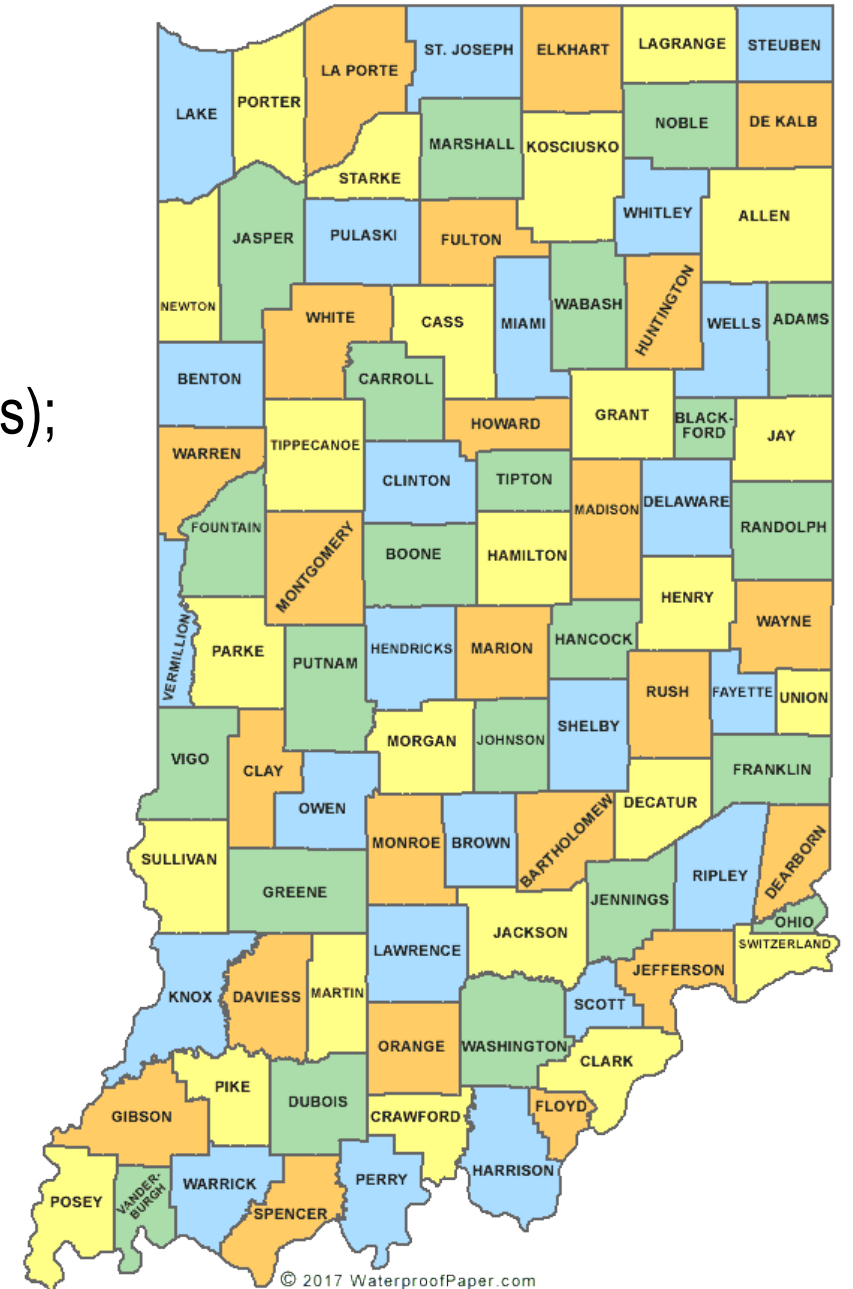 ST. JOSEPH
ELKHART
LAGRANGE
STEUBEN
LA PORTE
LAKE
PORTER
NOBLE
DE KALB
MARSHALL
KOSCIUSKO
STARKE
WHITLEY
ALLEN
JASPER
PULASKI
FULTON
NEWTON
WHITE
CASS
MIAMI
WABASH
HUNTINGTON
WELLS
ADAMS
BENTON
CARROLL
s);
HOWARD
GRANT
BLACK-
FORD
JAY
WARREN
TIPPECANOE
CLINTON
TIPTON
MADISON
DELAWARE
RANDOLPH
FOUNTAIN
MONTGOMERY
BOONE
HAMILTON
HENRY
WAYNE
VERMILLION
PARKE
PUTNAM
HENDRICKS
MARION
HANCOCK
RUSH
FAYETTE
UNION
VIGO
CLAY
MORGAN
JOHNSON
SHELBY
FRANKLIN
OWEN
DECATUR
SULLIVAN
MONROE
BROWN
BARTHOLOMEW
RIPLEY
DEARBORN
GREENE
JENNINGS
OHIO
LAWRENCE
JACKSON
SWITZERLAND
JEFFERSON
KNOX
DAVIESS
MARTIN
SCOTT
ORANGE
WASHINGTON
CLARK
PIKE
DUBOIS
GIBSON
CRAWFORD
FLOYD
HARRISON
POSEY
VANDER-
BURGH
WARRICK
PERRY
SPENCER
© 2017 WaterproofPaper.com